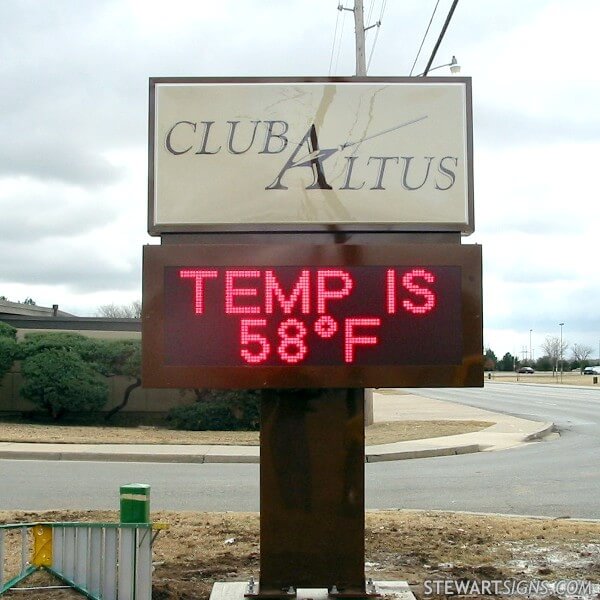 CLUB ALTUS
TEMP IS
58°F
STEWARTSIGNS.COM